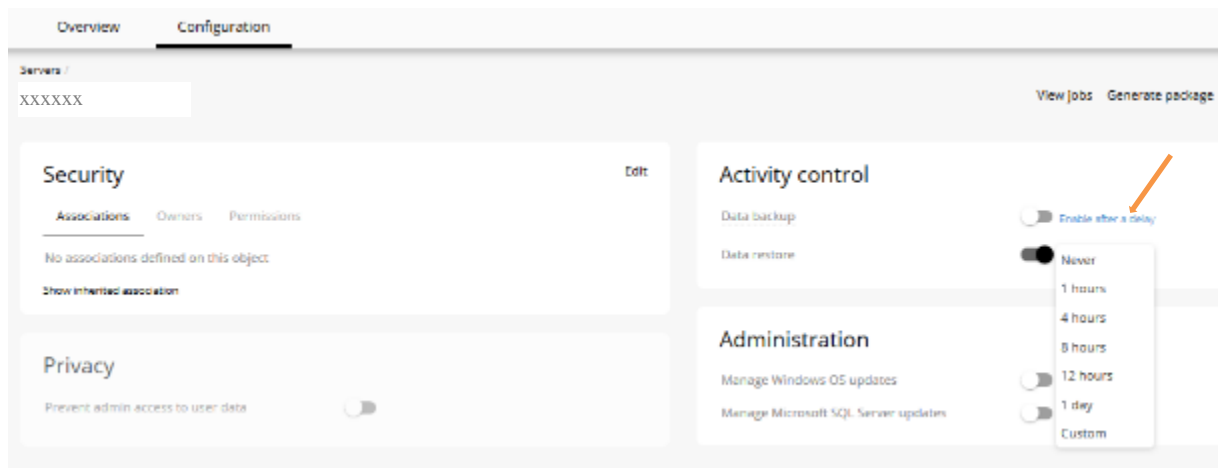 Overview Configuration
Servers /
XXXXXX
View jobs Generate package
Security Edit
Associations Owners Permissions
No associations defined on this object
Show inherited association
Privacy
Prevent admin access to user data
Activity control
Data backup Enable after a delay
Data restore
Never
1 hours
4 hours
8 hours
12 hours
1 day
Custom
Administration
Manage Windows OS updates
Manage Microsoft SQL Server updates